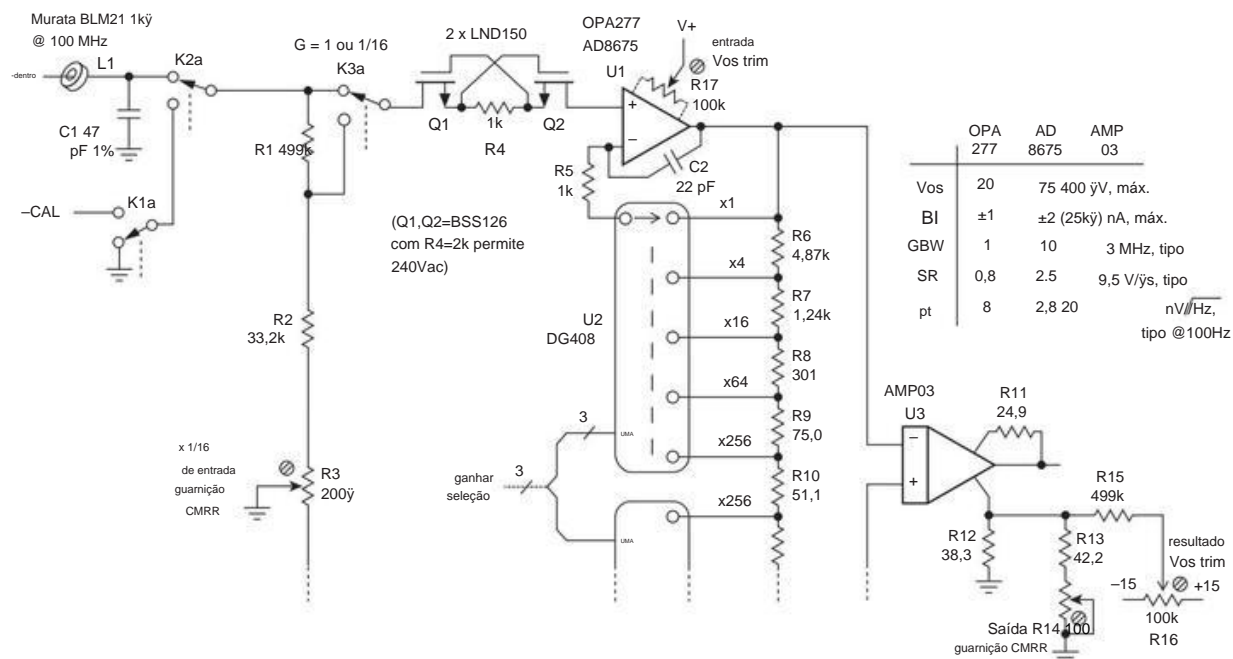 Murata BLM21 1kÿ
@ 100 MHz
-dentro
L1
K2a
C1 47
pF 1%
–CAL
K1a
G = 1 ou 1/16
K3a
R1 499k
R2
33,2k
x 1/16
de entrada
guarnição
CMRR
R3
200ÿ
2 x LND150
Q1
1k
Q2
R4
(Q1,Q2=BSS126
com R4=2k permite
240Vac)
OPA277
AD8675
U1
V+
entrada
Vos trim
R17
100k
+
–
R5
1k
C2
22 pF
x1
R6
4,87k
x4
R7
1,24k
U2
DG408
x16
R8
301
x64
R9
75,0
x256
R10
51,1
x256
3
UMA
ganhar
seleção
3
UMA
OPA
277
AD
8675
AMP
03
Vos 20 75 400 ÿV, máx.
BI ±1 ±2 (25kÿ) nA, máx.
GBW 1 10 3 MHz, tipo
SR 0,8 2.5 9,5 V/ÿs, tipo
pt 8 2,8 20 nV/√Hz,
tipo @100Hz
AMP03
U3
–
+
R11
24,9
R15
499k
R12
38,3
R13
42,2
resultado
Vos trim
–15
+15
100k
R16
Saída R14 100
guarnição CMRR